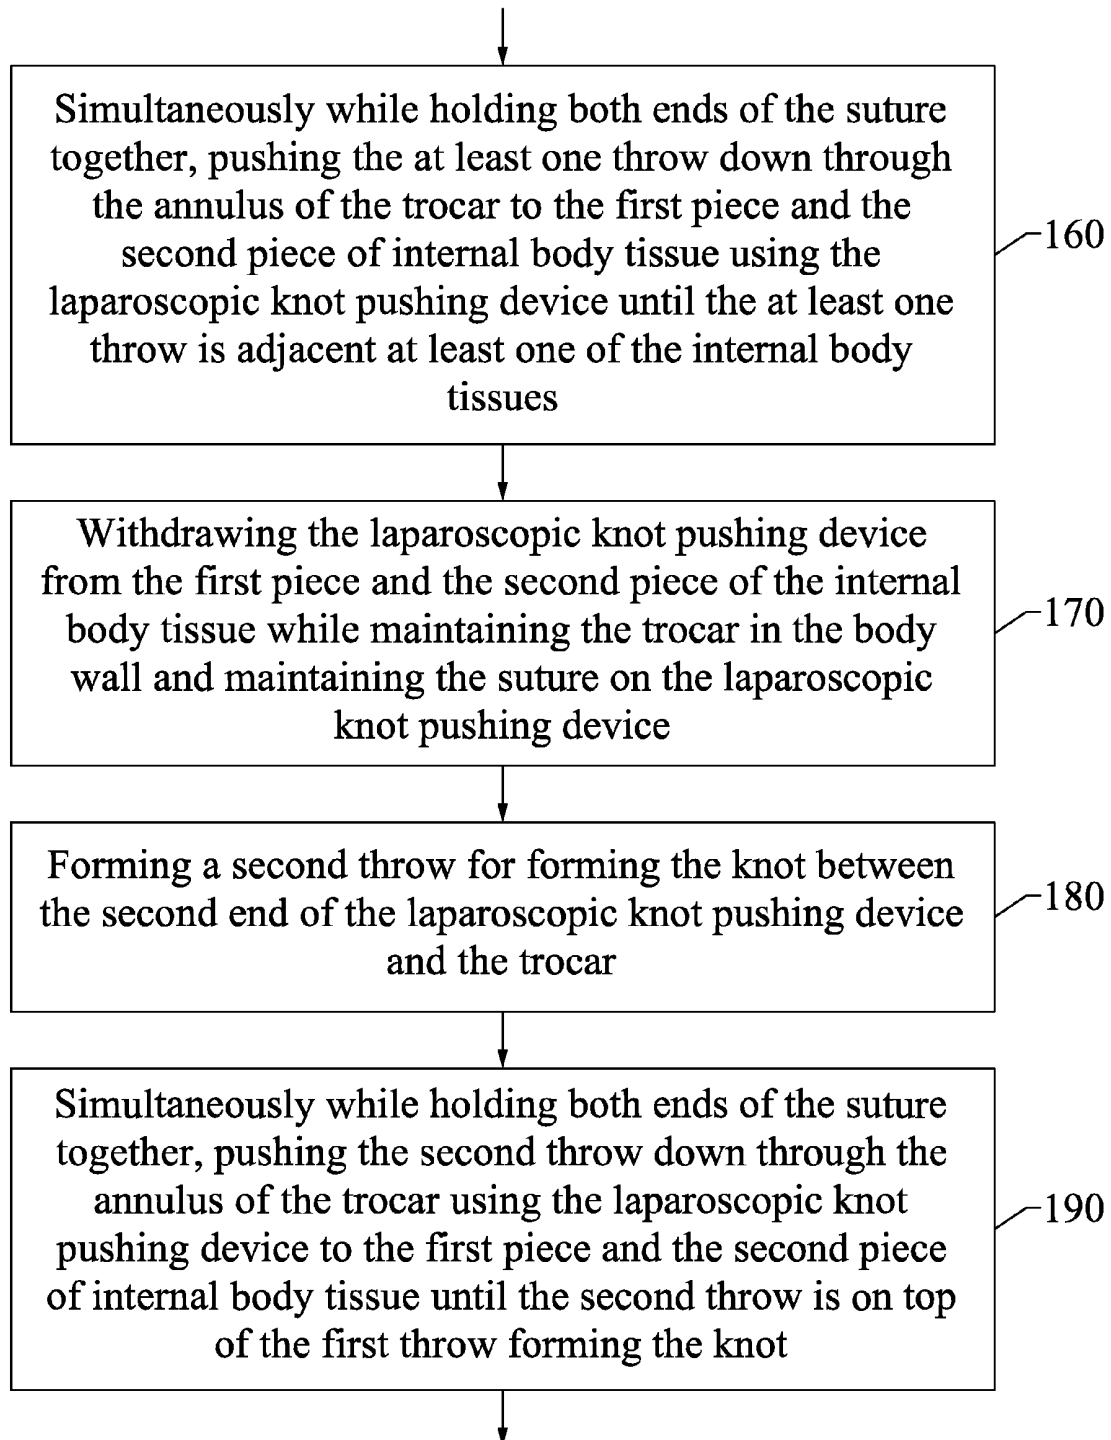 Simultaneously while holding both ends of the suture
together, pushing the at least one throw down through
the annulus of the trocar to the first piece and the
second piece of internal body tissue using the
laparoscopic knot pushing device until the at least one
throw is adjacent at least one of the internal body
tissues
160
Withdrawing the laparoscopic knot pushing device
from the first piece and the second piece of the internal
body tissue while maintaining the trocar in the body
wall and maintaining the suture on the laparoscopic
knot pushing device
170
Forming a second throw for forming the knot between
the second end of the laparoscopic knot pushing device
and the trocar
180
Simultaneously while holding both ends of the suture
together, pushing the second throw down through the
annulus of the trocar using the laparoscopic knot
pushing device to the first piece and the second piece
of internal body tissue until the second throw is on top
of the first throw forming the knot
190